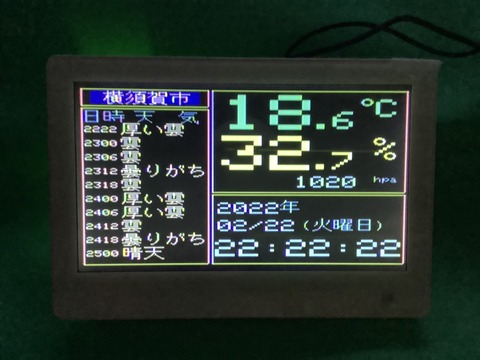 横須賀市
日時 天 気
2222 厚い雲
2300 雲
2306 雲
2312 曇りがち
2318 雲
2400 厚い雲
2406 厚い雲
2412 雲
2418 曇りがち
2500 晴天
18.6 ℃
32.7 %
1020 hpa
2022年
02/22 (火曜日)
22:22:22